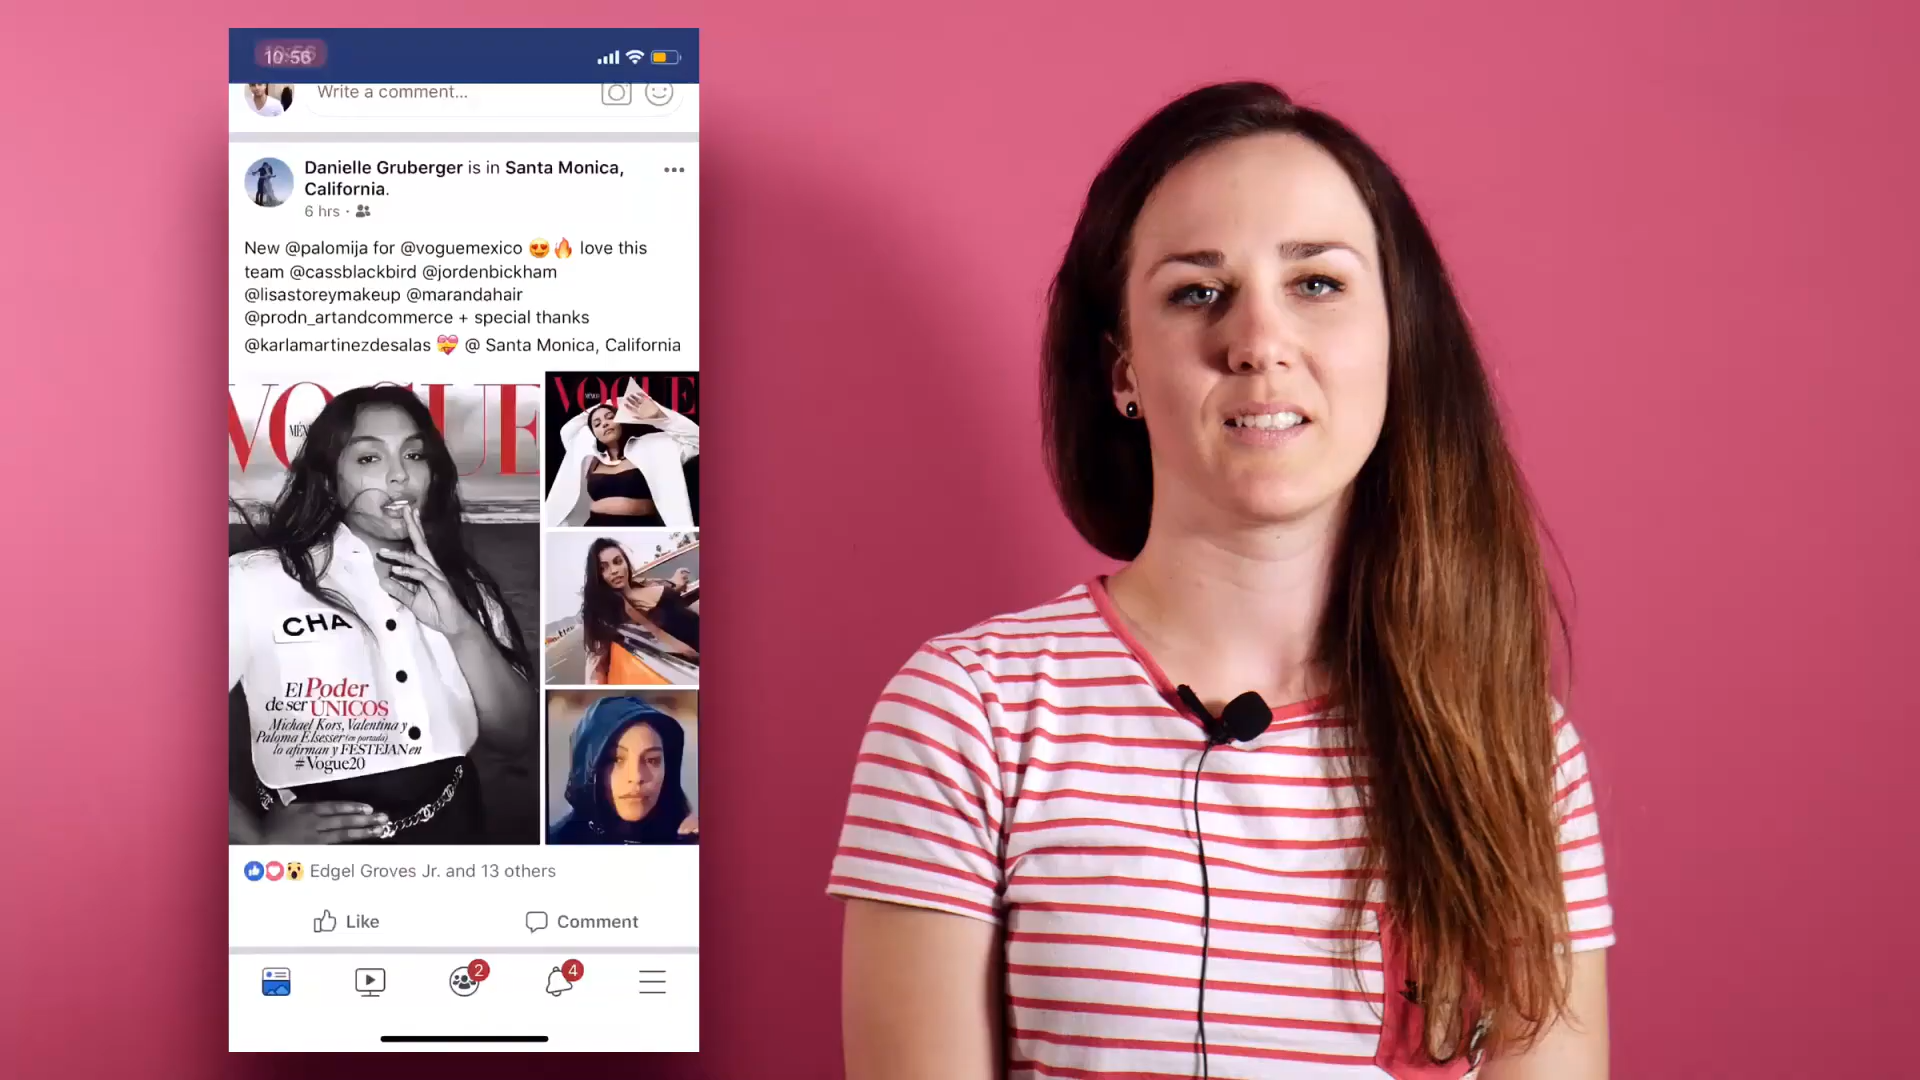 10:56
Write a comment...
Danielle Gruberger is in Santa Monica,
California.
6 hrs ·
New @palomija for @voguemexico 😍🔥 love this
team @cassblackbird @jordenbickham
@lisastoreymakeup @marandahair
@prodn_artandcommerce + special thanks
@karlamartinezdesalas 💝 @ Santa Monica, California
VOGUE
CHA
El Poder
de ser ÚNICOS
Michael Kors, Valentina y
Paloma Elsesser (en portada)
lo afirman y FESTEJAN en
#Vogue20
VOGUE
Edgel Groves Jr. and 13 others
Like
Comment
2
4